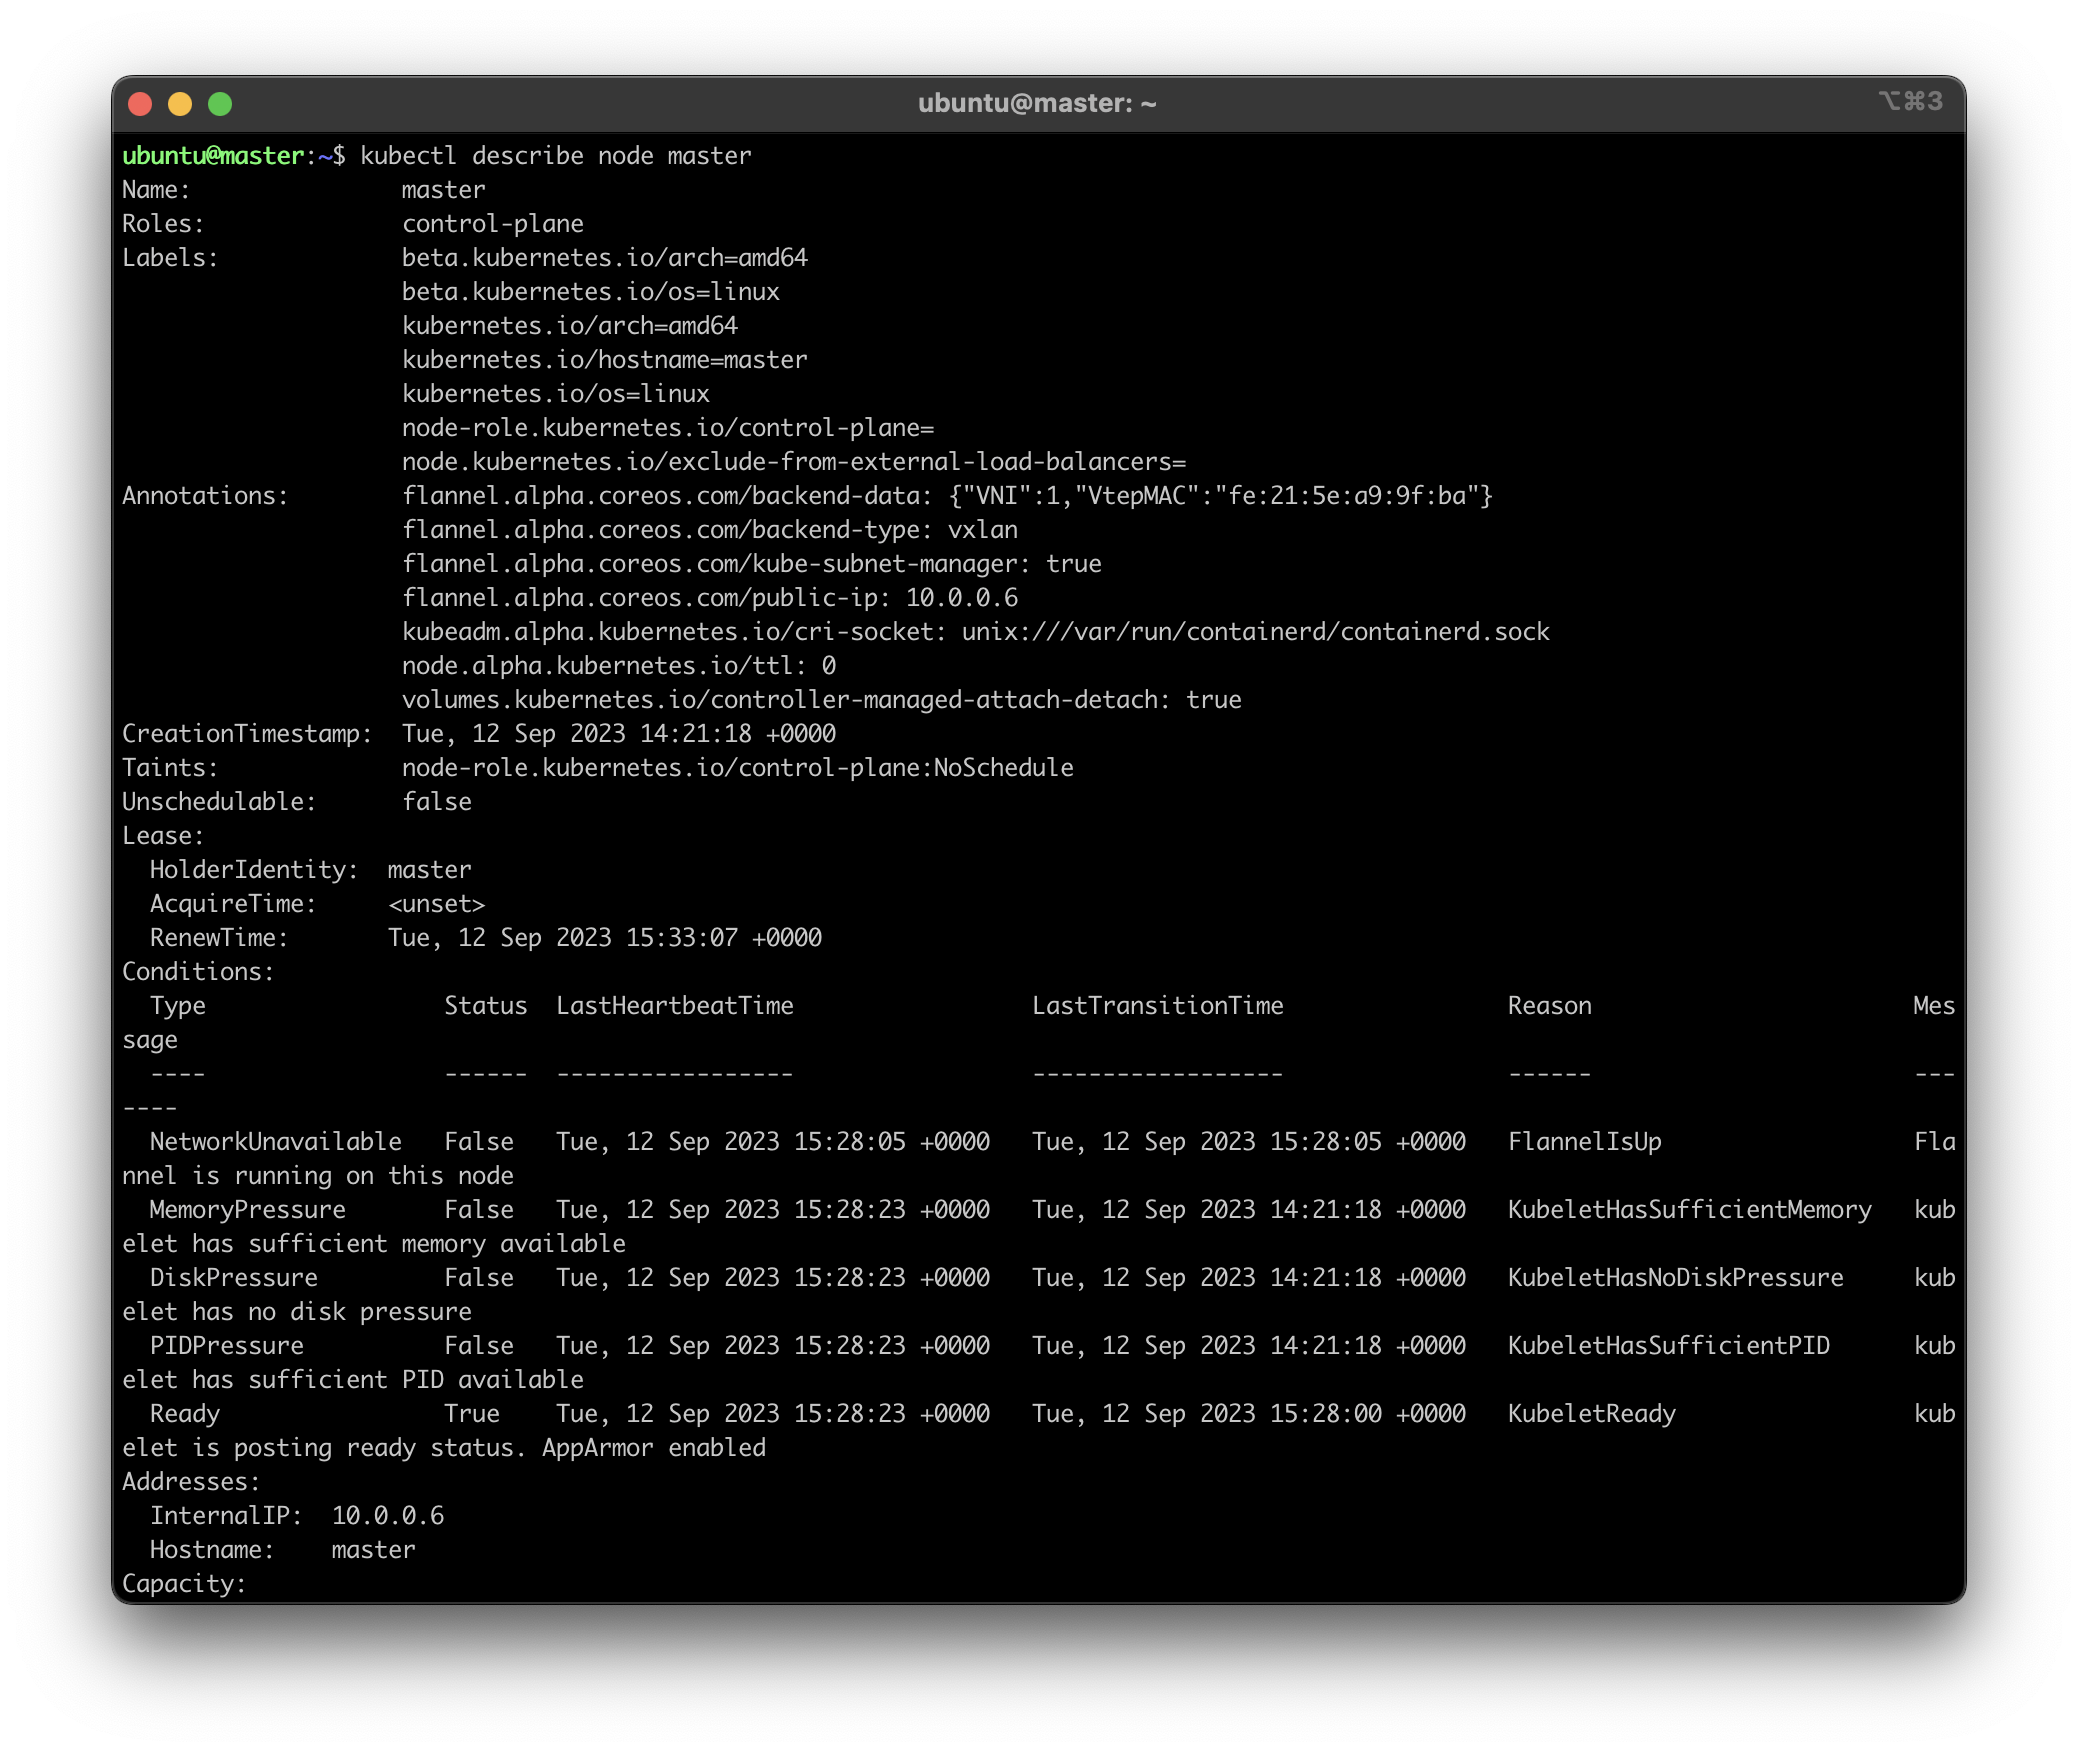 ubuntu@master: ~
⌥⌘3
ubuntu@master:~$ kubectl describe node master
Name:               master
Roles:              control-plane
Labels:             beta.kubernetes.io/arch=amd64
                    beta.kubernetes.io/os=linux
                    kubernetes.io/arch=amd64
                    kubernetes.io/hostname=master
                    kubernetes.io/os=linux
                    node-role.kubernetes.io/control-plane=
                    node.kubernetes.io/exclude-from-external-load-balancers=
Annotations:        flannel.alpha.coreos.com/backend-data: {"VNI":1,"VtepMAC":"fe:21:5e:a9:9f:ba"}
                    flannel.alpha.coreos.com/backend-type: vxlan
                    flannel.alpha.coreos.com/kube-subnet-manager: true
                    flannel.alpha.coreos.com/public-ip: 10.0.0.6
                    kubeadm.alpha.kubernetes.io/cri-socket: unix:///var/run/containerd/containerd.sock
                    node.alpha.kubernetes.io/ttl: 0
                    volumes.kubernetes.io/controller-managed-attach-detach: true
CreationTimestamp:  Tue, 12 Sep 2023 14:21:18 +0000
Taints:             node-role.kubernetes.io/control-plane:NoSchedule
Unschedulable:      false
Lease:
  HolderIdentity:  master
  AcquireTime:     <unset>
  RenewTime:       Tue, 12 Sep 2023 15:33:07 +0000
Conditions:
  Type                 Status  LastHeartbeatTime                 LastTransitionTime                Reason                       Mes
sage
  ----                 ------  -----------------                 ------------------                ------                       ---
----
  NetworkUnavailable   False   Tue, 12 Sep 2023 15:28:05 +0000   Tue, 12 Sep 2023 15:28:05 +0000   FlannelIsUp                  Fla
nnel is running on this node
  MemoryPressure       False   Tue, 12 Sep 2023 15:28:23 +0000   Tue, 12 Sep 2023 14:21:18 +0000   KubeletHasSufficientMemory   kub
elet has sufficient memory available
  DiskPressure         False   Tue, 12 Sep 2023 15:28:23 +0000   Tue, 12 Sep 2023 14:21:18 +0000   KubeletHasNoDiskPressure     kub
elet has no disk pressure
  PIDPressure          False   Tue, 12 Sep 2023 15:28:23 +0000   Tue, 12 Sep 2023 14:21:18 +0000   KubeletHasSufficientPID      kub
elet has sufficient PID available
  Ready                True    Tue, 12 Sep 2023 15:28:23 +0000   Tue, 12 Sep 2023 15:28:00 +0000   KubeletReady                 kub
elet is posting ready status. AppArmor enabled
Addresses:
  InternalIP:  10.0.0.6
  Hostname:    master
Capacity: